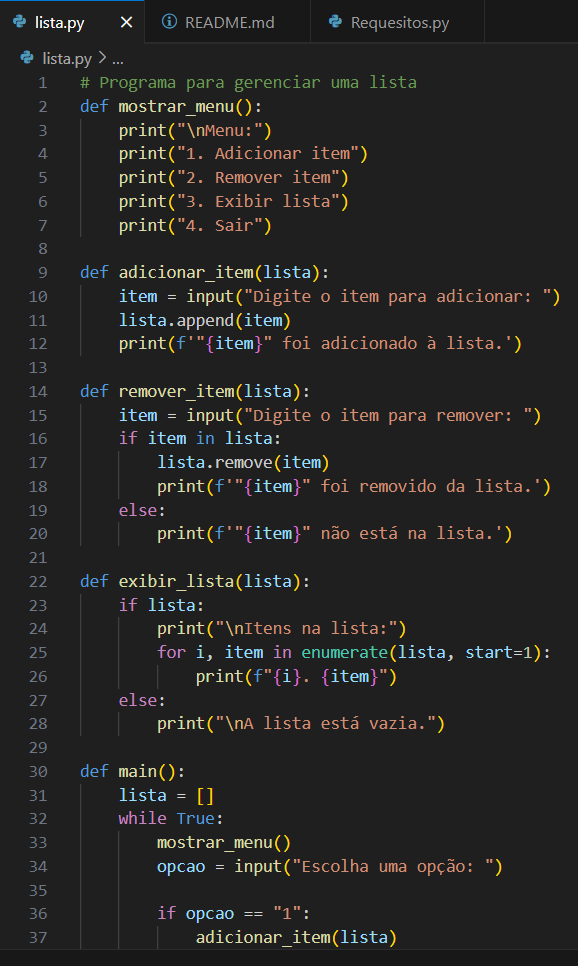 lista.py × README.md Requesitos.py
lista.py > ...
1 # Programa para gerenciar uma lista
2 def mostrar_menu():
3     print("\nMenu:")
4     print("1. Adicionar item")
5     print("2. Remover item")
6     print("3. Exibir lista")
7     print("4. Sair")
8
9 def adicionar_item(lista):
10     item = input("Digite o item para adicionar: ")
11     lista.append(item)
12     print(f'"{item}" foi adicionado à lista.')
13
14 def remover_item(lista):
15     item = input("Digite o item para remover: ")
16     if item in lista:
17         lista.remove(item)
18         print(f'"{item}" foi removido da lista.')
19     else:
20         print(f'"{item}" não está na lista.')
21
22 def exibir_lista(lista):
23     if lista:
24         print("\nItens na lista:")
25         for i, item in enumerate(lista, start=1):
26             print(f"{i}. {item}")
27     else:
28         print("\nA lista está vazia.")
29
30 def main():
31     lista = []
32     while True:
33         mostrar_menu()
34         opcao = input("Escolha uma opção: ")
35
36         if opcao == "1":
37             adicionar_item(lista)